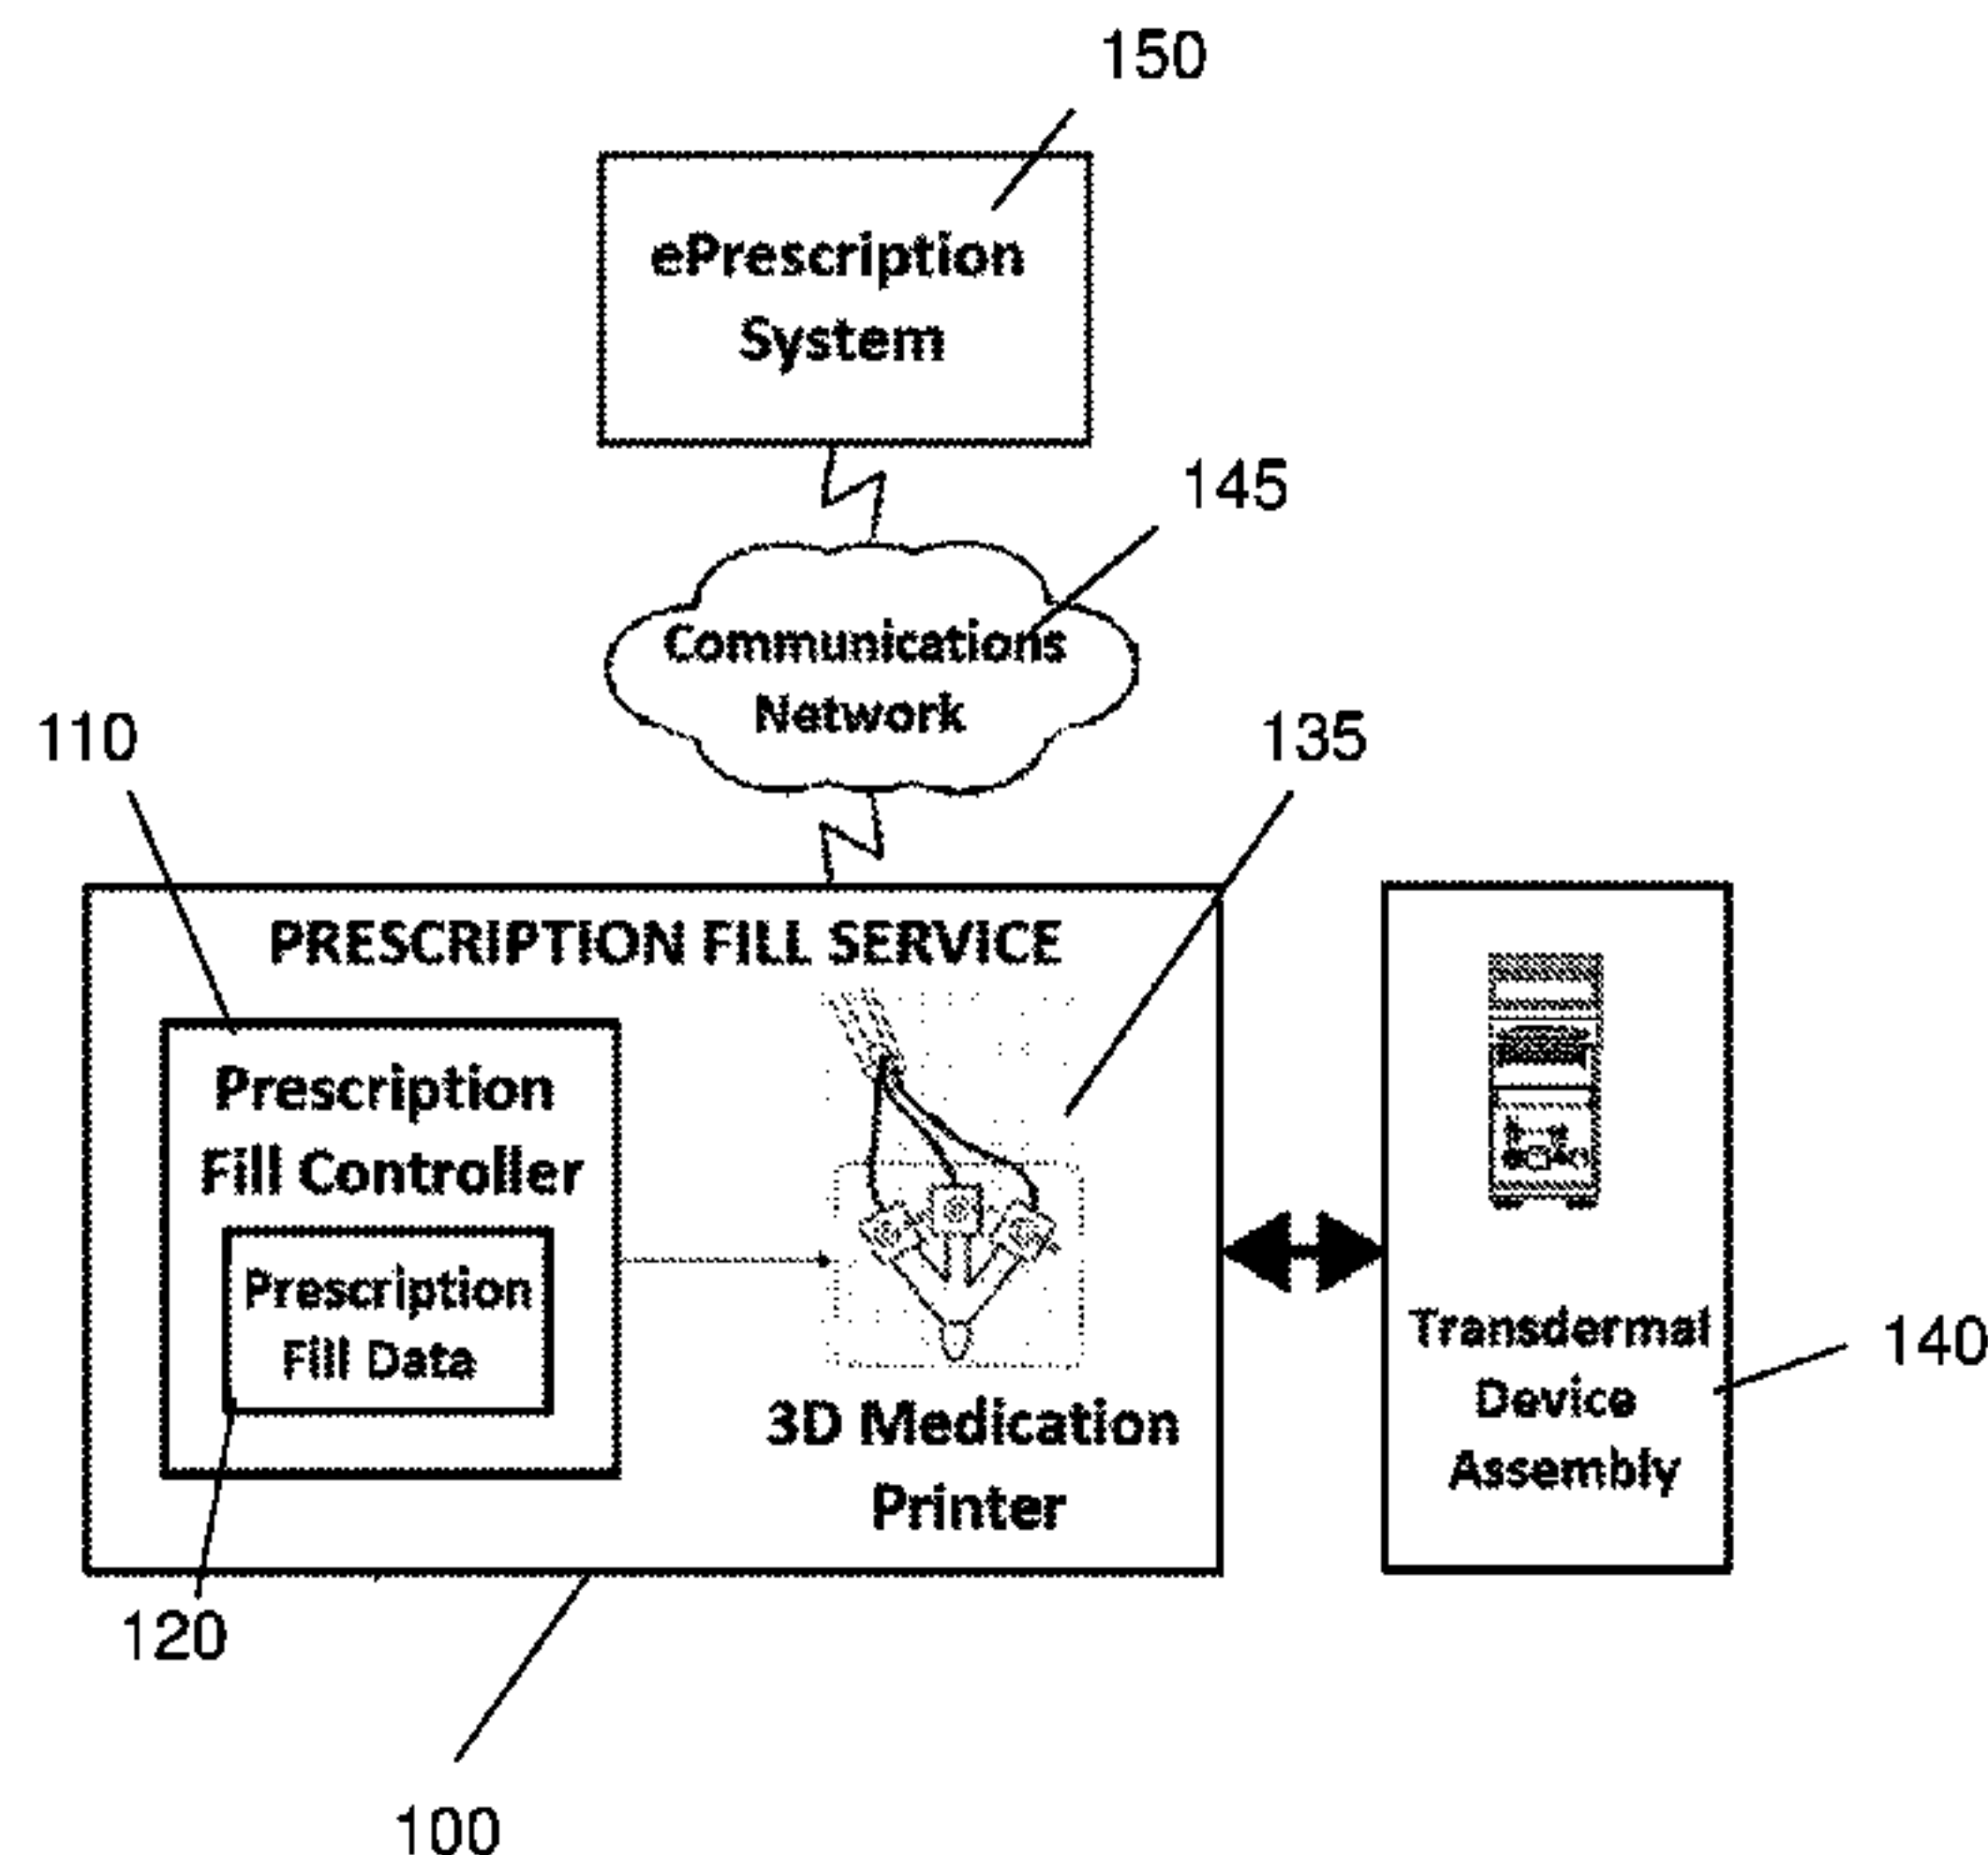 150
ePrescription
System
145
Communications
Network
110
135
PRESCRIPTION FILL SERVICE
Prescription
Fill Controller
Prescription
Fill Data
3D Medication
Printer
Transdermal
Device
Assembly
140
120
100